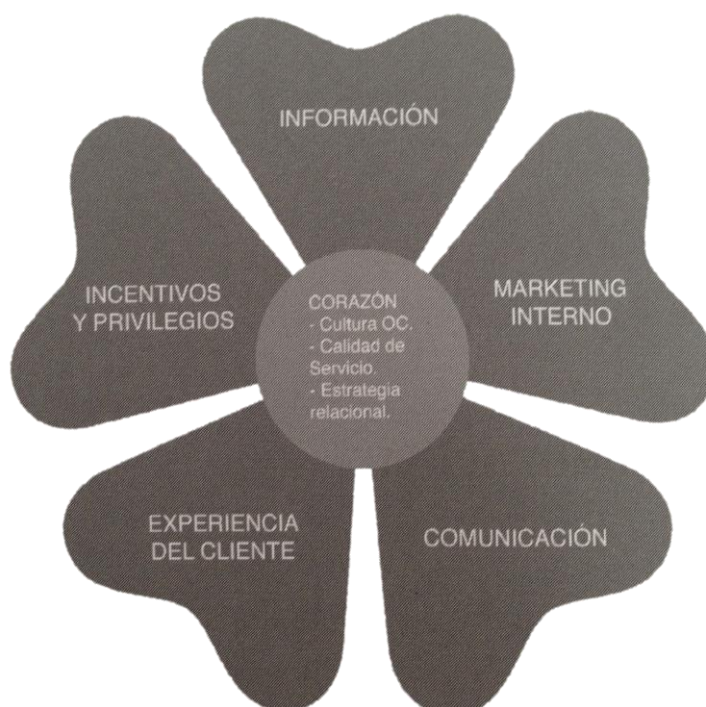 INFORMACIÓN
MARKETING
INTERNO
COMUNICACIÓN
EXPERIENCIA
DEL CLIENTE
INCENTIVOS
Y PRIVILEGIOS
CORAZÓN
- Cultura OC.
- Calidad de
Servicio.
- Estrategia
relacional.